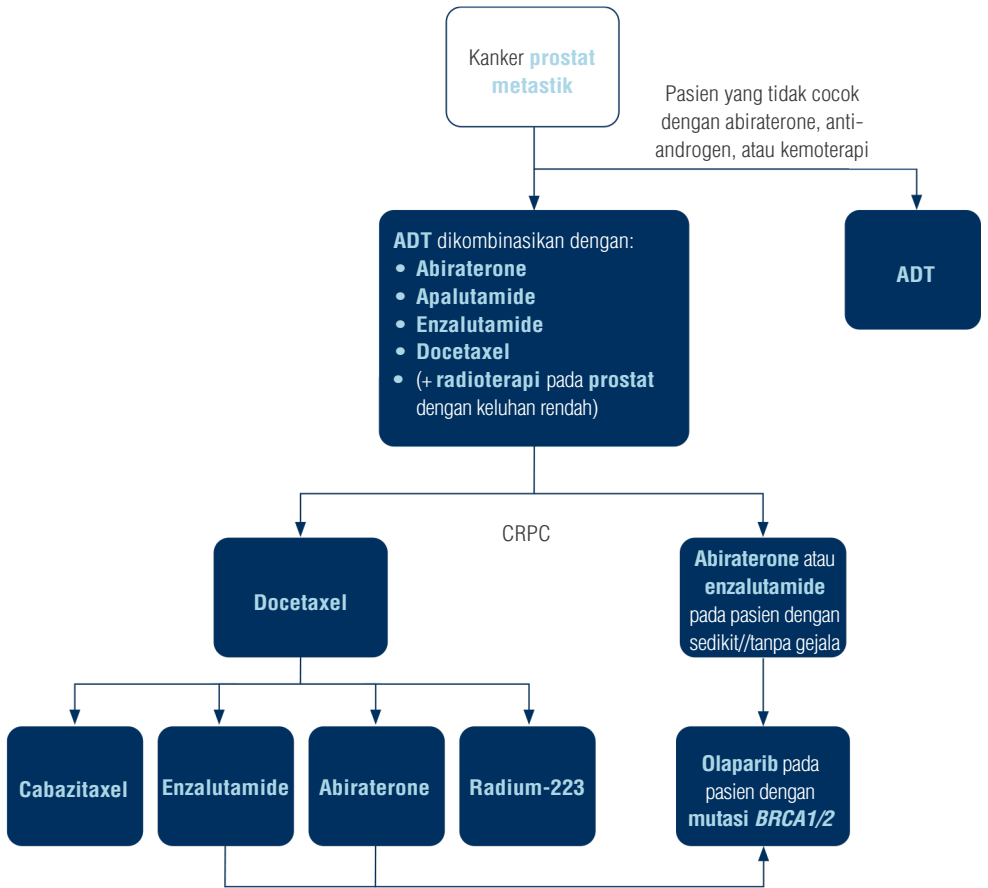 Kanker prostat
metastik
Pasien yang tidak cocok
dengan abiraterone, anti-
androgen, atau kemoterapi
ADT dikombinasikan dengan:
• Abiraterone
• Apalutamide
• Enzalutamide
• Docetaxel
• (+ radioterapi pada prostat
dengan keluhan rendah)
ADT
CRPC
Docetaxel
Abiraterone atau
enzalutamide
pada pasien dengan
sedikit//tanpa gejala
Cabazitaxel
Enzalutamide
Abiraterone
Radium-223
Olaparib pada
pasien dengan
mutasi BRCA1/2